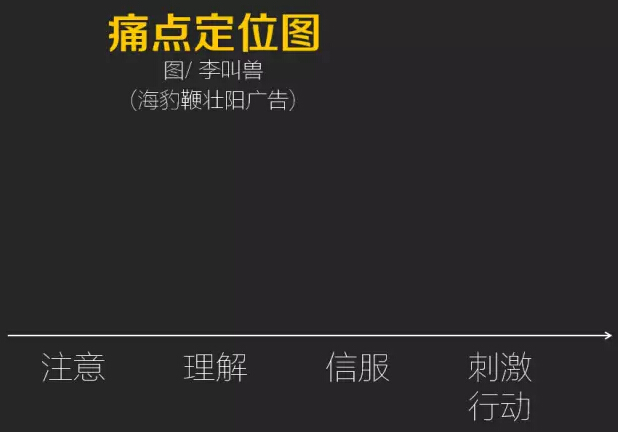 痛点定位图
图/ 李叫兽
（海豹鞭壮阳广告）
注意 理解 信服 刺激
行动